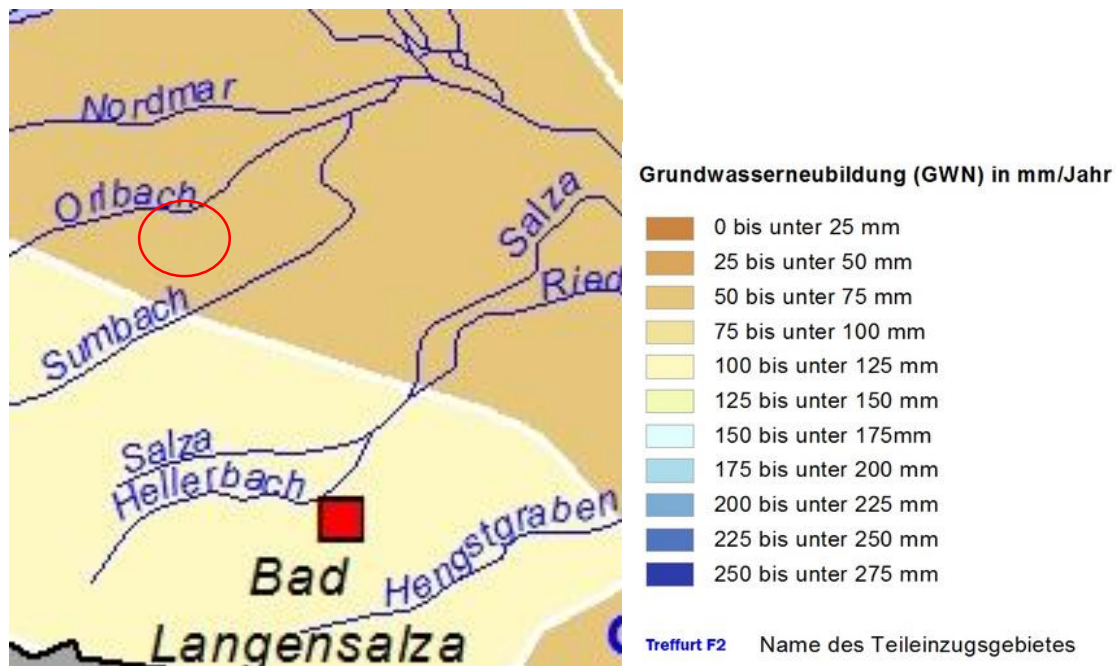 Nordmar
Orlbach
Sumbach
Salza
Ried
Salza
Hellerbach
Hengstgraben
Bad
Langensalza
Grundwasserneubildung (GWN) in mm/Jahr
0 bis unter 25 mm
25 bis unter 50 mm
50 bis unter 75 mm
75 bis unter 100 mm
100 bis unter 125 mm
125 bis unter 150 mm
150 bis unter 175mm
175 bis unter 200 mm
200 bis unter 225 mm
225 bis unter 250 mm
250 bis unter 275 mm
Treffurt F2 Name des Teileinzugsgebietes